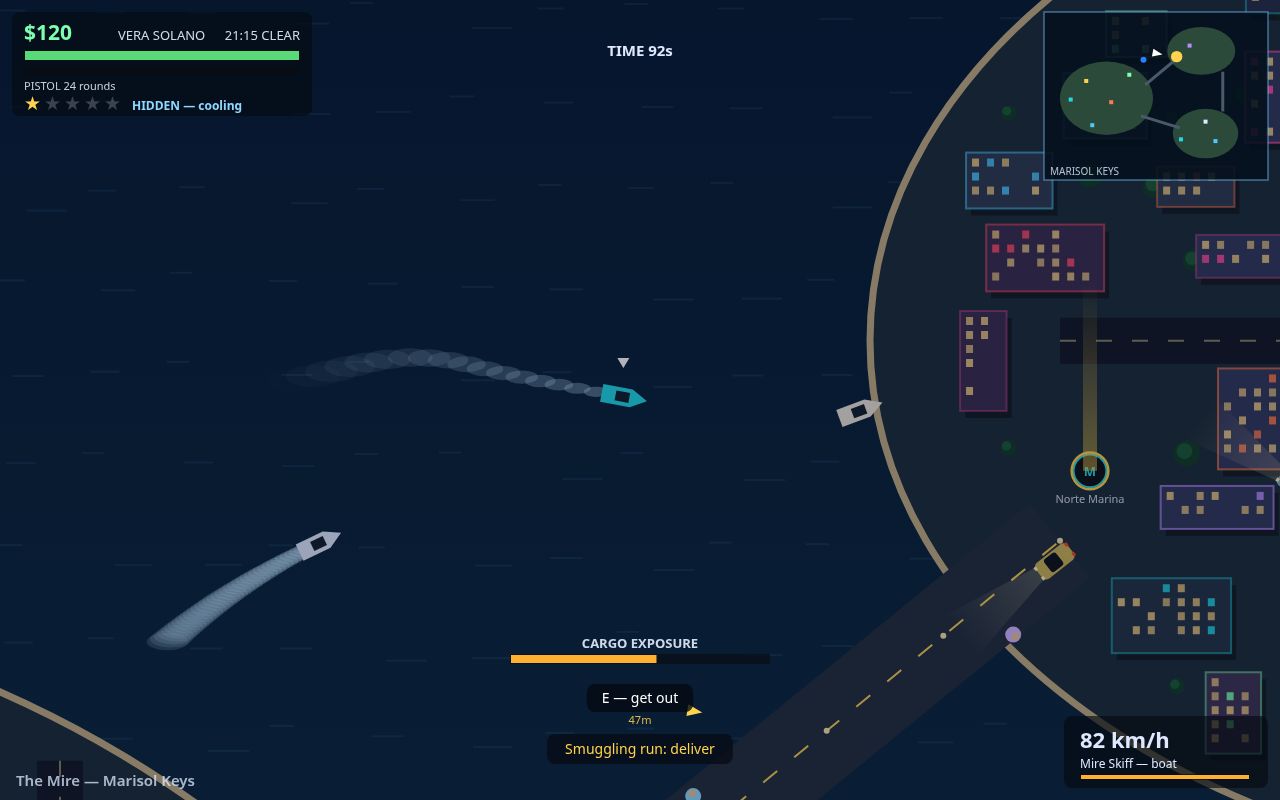 $120 VERA SOLANO 21:15 CLEAR
PISTOL 24 rounds
HIDDEN — cooling
TIME 92s
MARISOL KEYS
M
Norte Marina
CARGO EXPOSURE
E — get out
47m
Smuggling run: deliver
The Mire — Marisol Keys
82 km/h
Mire Skiff — boat